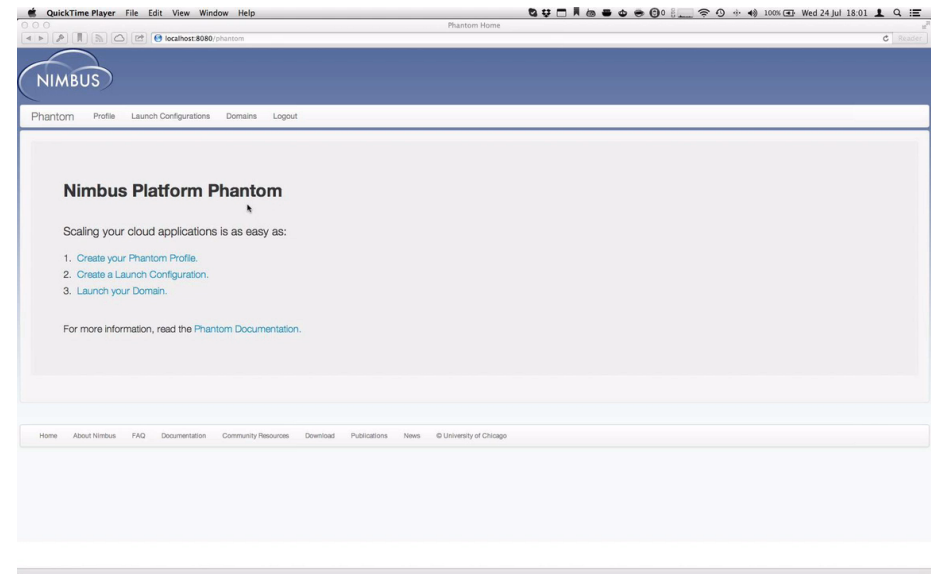 QuickTime Player File Edit View Window Help 0 100% Wed 24 Jul 18:01
Phantom Home
localhost:8080/phantom Reader
NIMBUS
Phantom Profile Launch Configurations Domains Logout
Nimbus Platform Phantom
Scaling your cloud applications is as easy as:
1. Create your Phantom Profile.
2. Create a Launch Configuration.
3. Launch your Domain.
For more information, read the Phantom Documentation.
Home About Nimbus FAQ Documentation Community Resources Download Publications News © University of Chicago